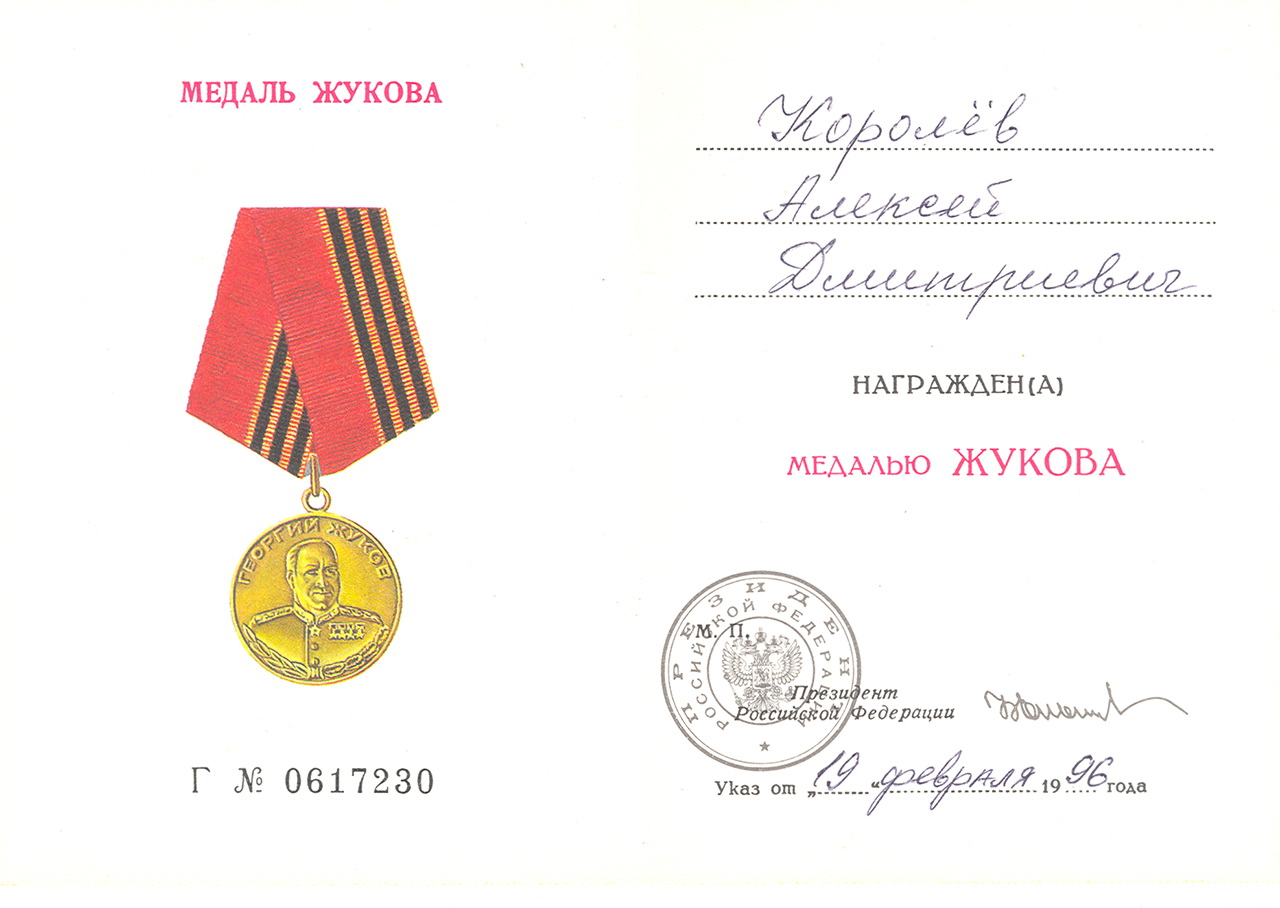 МЕДАЛЬ ЖУКОВА
ГЕОРГИЙ ЖУКОВ
Г № 0617230
Королёв
Алексей
Дмитриевич
НАГРАЖДЕН(А)
МЕДАЛЬЮ ЖУКОВА
ПРЕЗИДЕНТ
РОССИЙСКОЙ ФЕДЕРАЦИИ
М. П.
Президент
Российской Федерации
Указ от „19“ февраля 1996 года